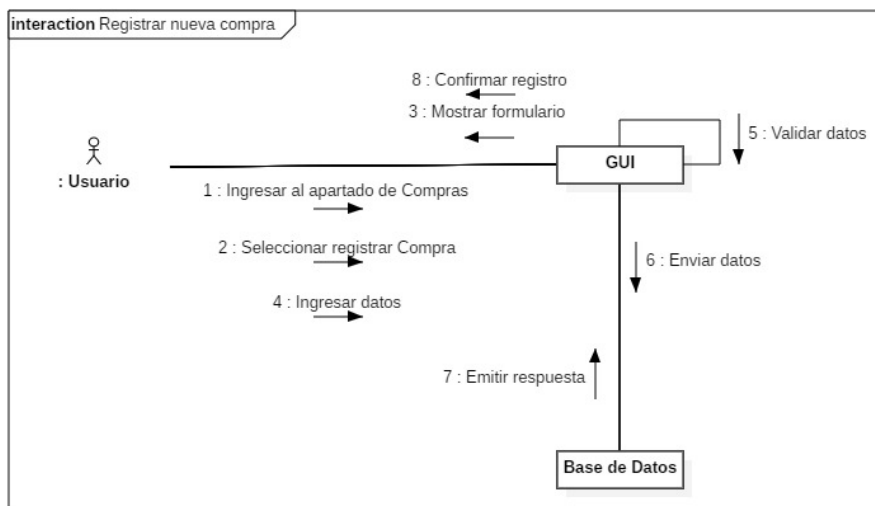 interaction Registrar nueva compra
8 : Confirmar registro
3 : Mostrar formulario
5 : Validar datos
GUI
: Usuario
1 : Ingresar al apartado de Compras
2 : Seleccionar registrar Compra
6 : Enviar datos
4 : Ingresar datos
7 : Emitir respuesta
Base de Datos